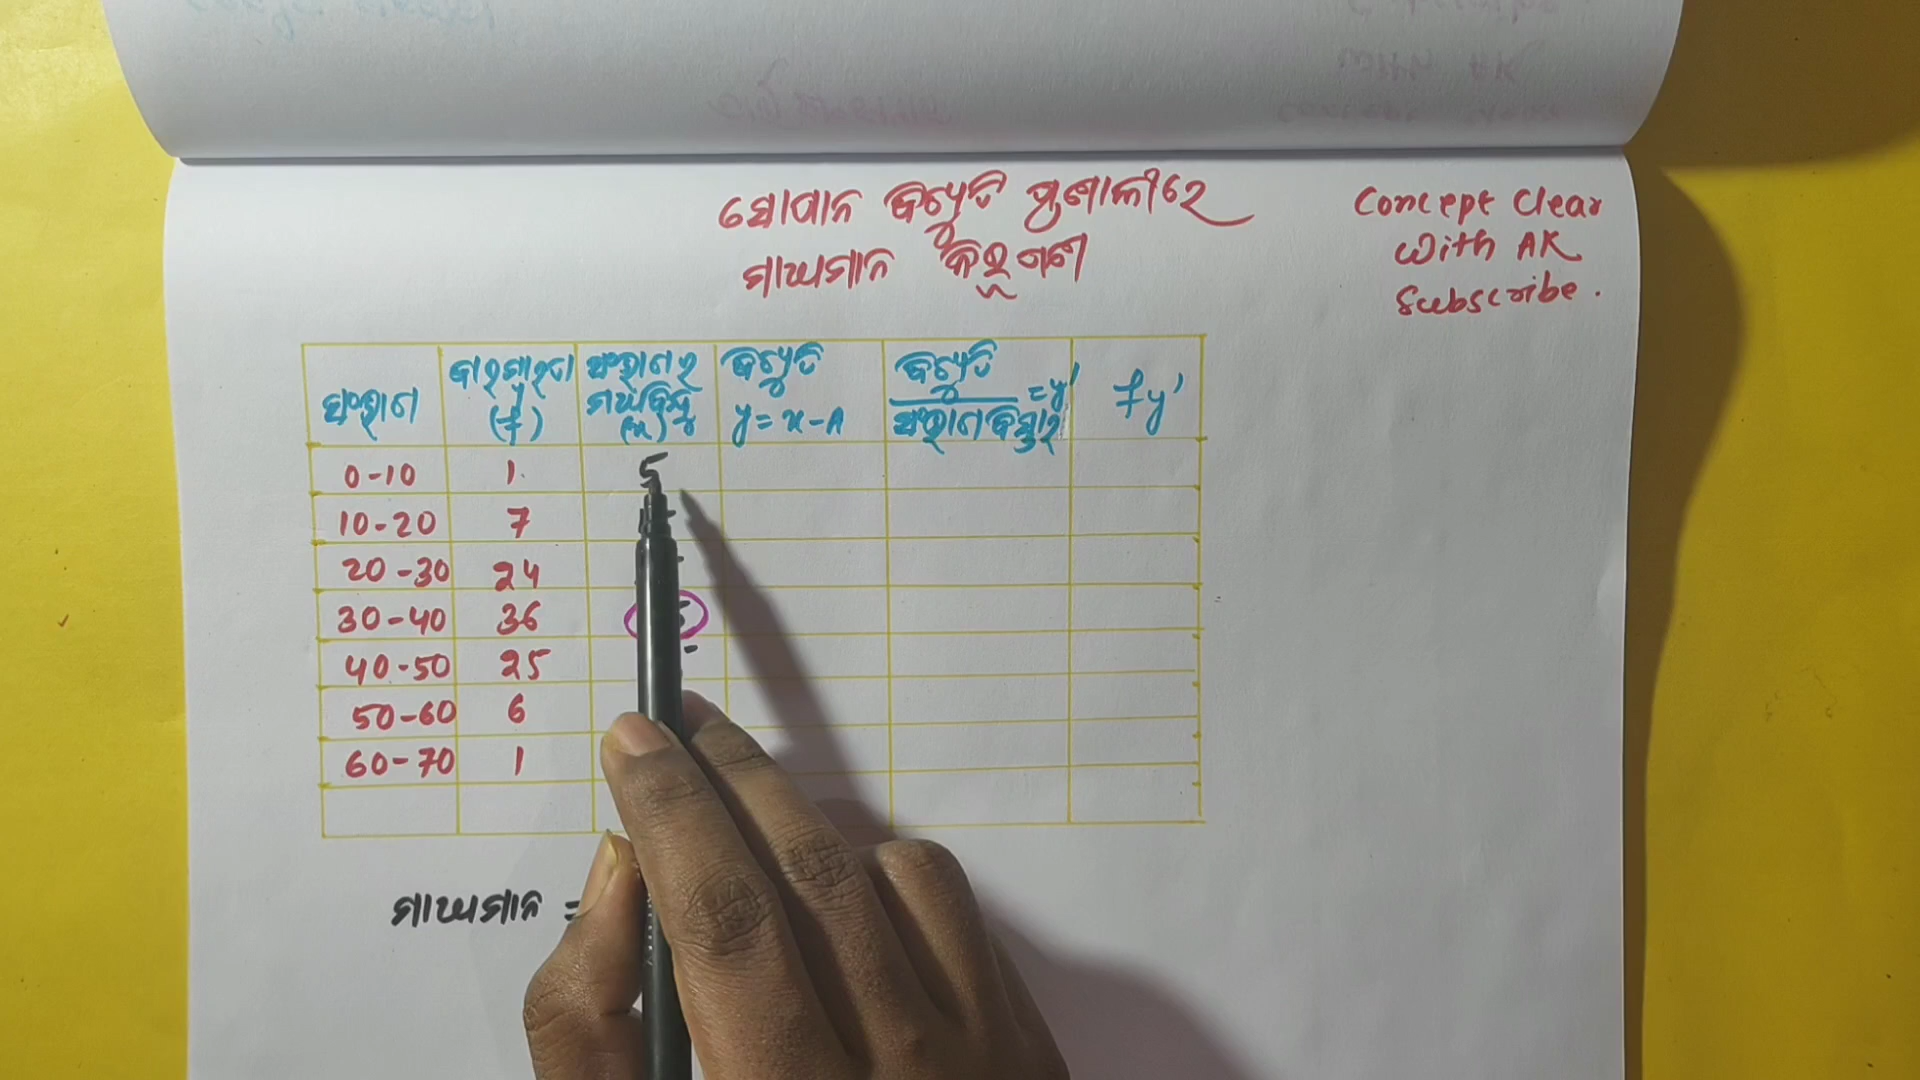 ସୋପାନ ବିଚ୍ୟୁତି ପ୍ରଣାଳୀରେ
ମାଧ୍ୟମାନ ନିରୂପଣ
Concept Clear
With AK
Subscribe.
ସଂଭାଗ
ବାରମ୍ବାରତା
(f)
ସଂଭାଗର
ମଧ୍ୟବିନ୍ଦୁ
(x)
ବିଚ୍ୟୁତି
y = x - A
ବିଚ୍ୟୁତି
ସଂଭାଗ ବିସ୍ତାର
= y'
fy'
0-10 1 5
10-20 7
20-30 24
30-40 36
40-50 25
50-60 6
60-70 1
ମାଧ୍ୟମାନ =